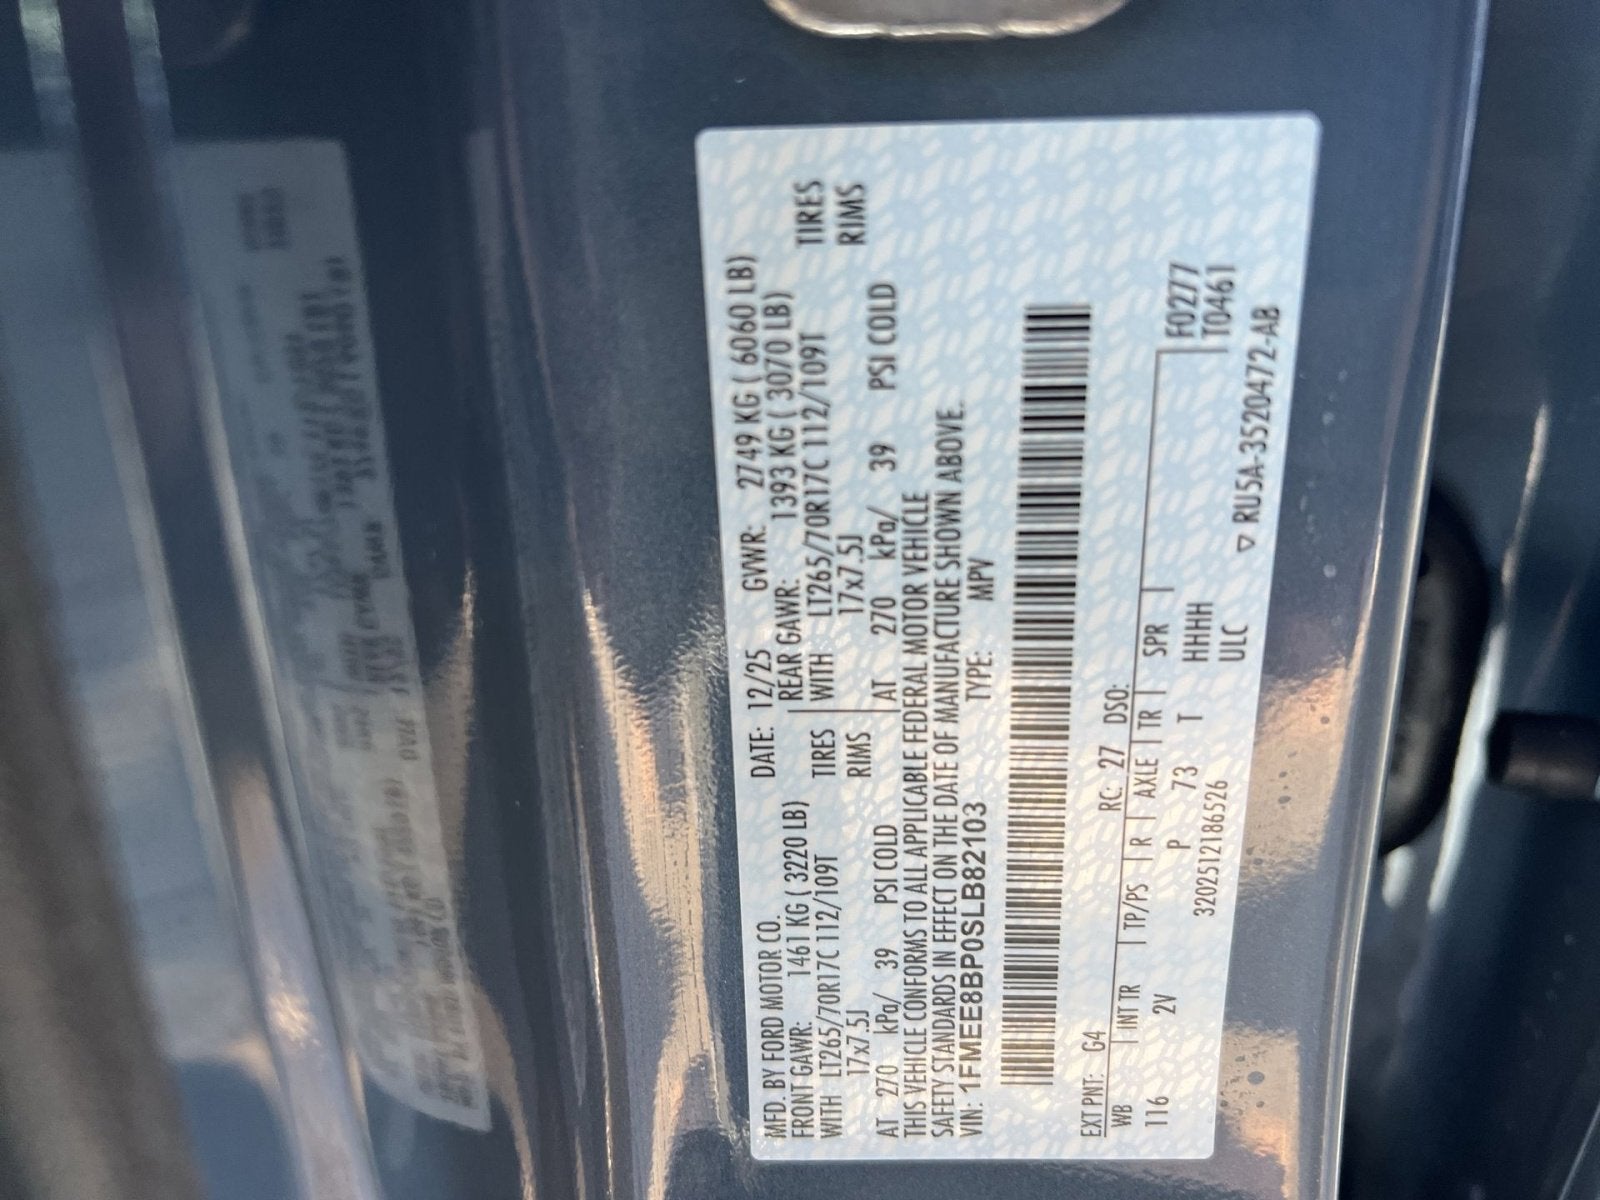 MFD. BY FORD MOTOR CO. DATE: 12/25 GVWR: 2749 KG ( 6060 LB)
FRONT GAWR: 1461 KG ( 3220 LB) REAR GAWR: 1393 KG ( 3070 LB)
WITH LT265/70R17C 112/109T TIRES WITH LT265/70R17C 112/109T TIRES
17x7.5J RIMS 17x7.5J RIMS
AT 270 kPa/ 39 PSI COLD AT 270 kPa/ 39 PSI COLD
THIS VEHICLE CONFORMS TO ALL APPLICABLE FEDERAL MOTOR VEHICLE
SAFETY STANDARDS IN EFFECT ON THE DATE OF MANUFACTURE SHOWN ABOVE.
VIN: 1FMEE8BP0SLB82103 TYPE: MPV
EXT PNT: G4 RC: 27 DSO:
WB INT TR TP/PS R AXLE TR SPR F0277
116 2V P 73 T HHHH T0461
3202512186526 ULC ▽ RU5A-3520472-AB